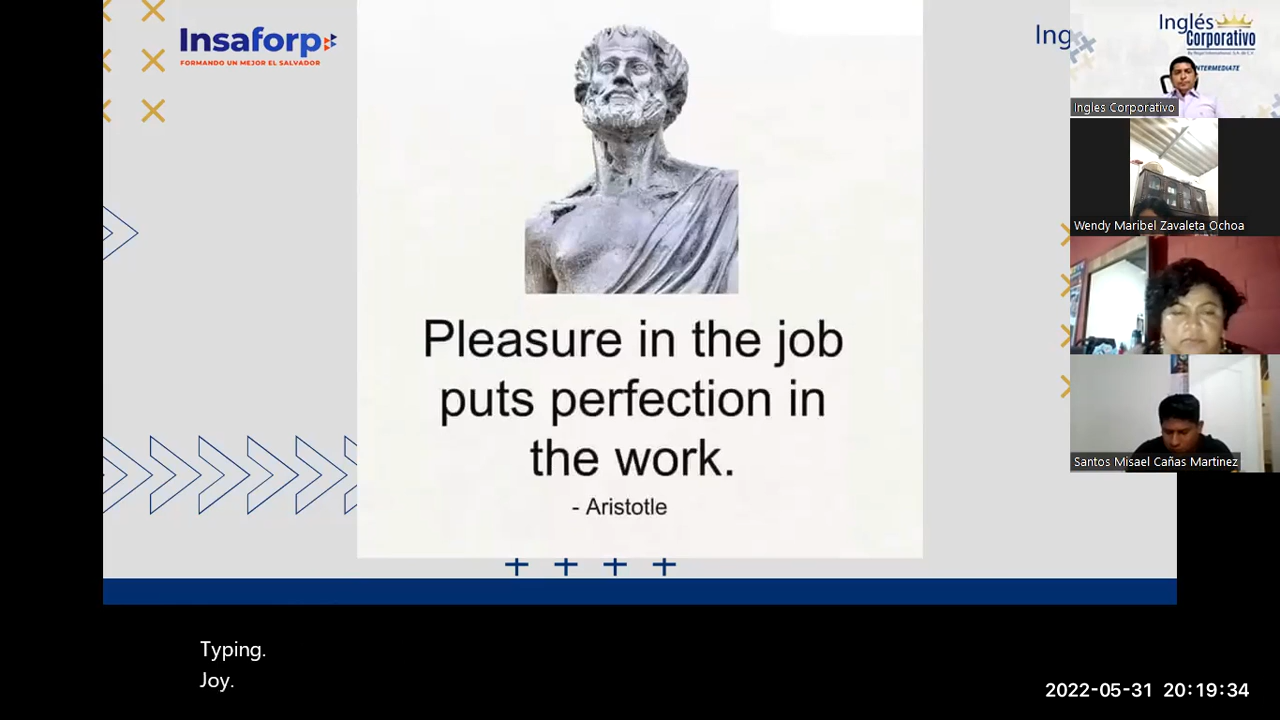 Insaforp
FORMANDO UN MEJOR EL SALVADOR
Ing
Inglés
Corporativo
INTERMEDIATE
Ingles Corporativo
Wendy Maribel Zavaleta Ochoa
Santos Misael Cañas Martinez
Pleasure in the job
puts perfection in
the work.
- Aristotle
Typing.
Joy.
2022-05-31 20:19:34